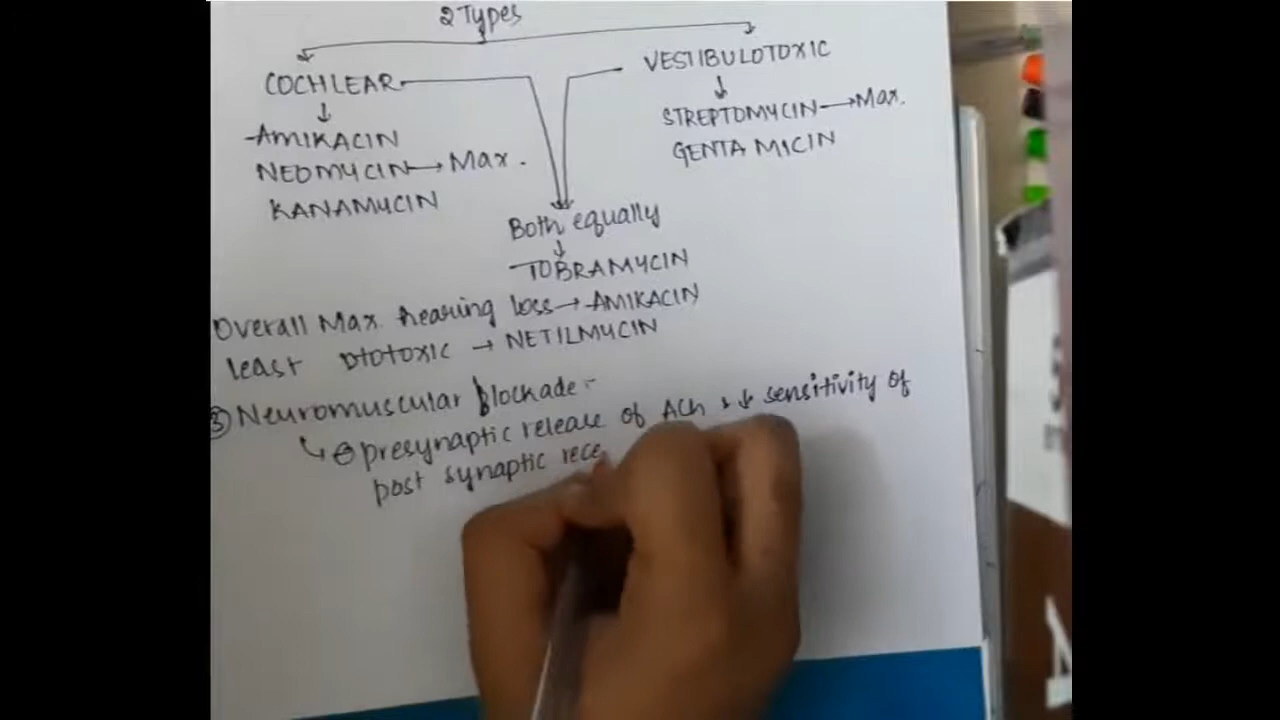 2 Types
COCHLEAR
VESTIBULOTOXIC
↓
↓
AMIKACIN
STREPTOMYCIN → Max.
NEOMYCIN → Max.
GENTAMICIN
KANAMYCIN
Both equally
↓
TOBRAMYCIN
Overall Max. hearing loss → AMIKACIN
least ototoxic → NETILMYCIN
③ Neuromuscular blockade :-
↳ ⊖ presynaptic release of ACh & ↓ sensitivity of
post synaptic rece